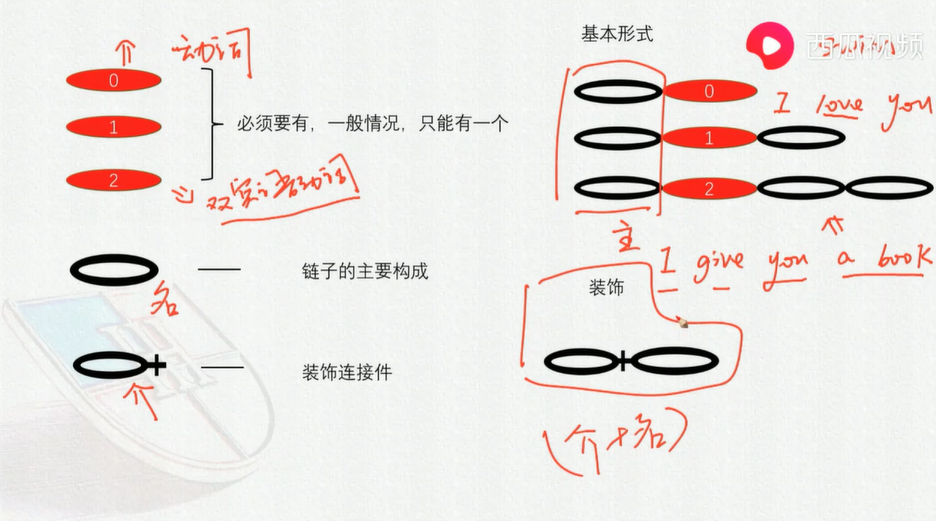 动词
0
1
2
必须要有，一般情况，只能有一个
双宾语动词
链子的主要构成
名
装饰连接件
介
基本形式
西瓜视频
0
I love you
1
2
主
I give you a book
装饰
(介+名)